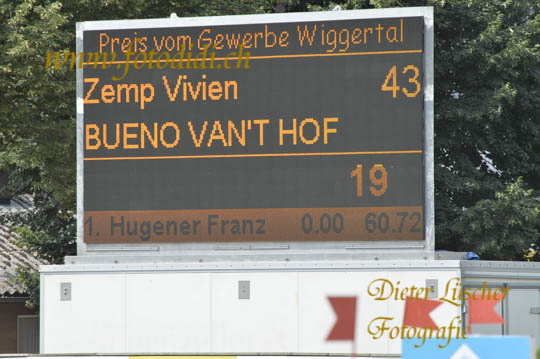 Preis vom Gewerbe Wiggertal
www.fotodidi.ch
Zemp Vivien 43
BUENO VAN'T HOF
19
1. Hugener Franz 0.00 60.72
Dieter Lüscher
Fotografie